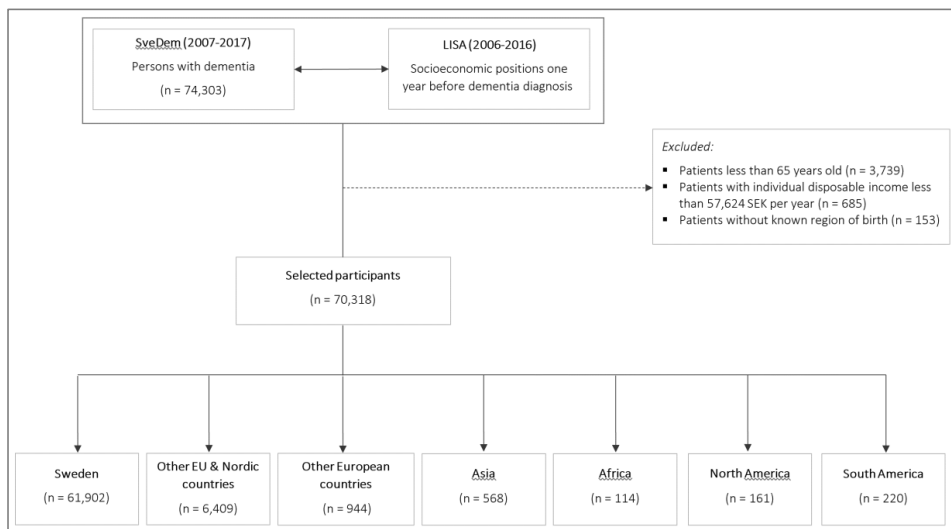 SveDem (2007-2017)
Persons with dementia
(n = 74,303)
LISA (2006-2016)
Socioeconomic positions one
year before dementia diagnosis
Excluded:
▪ Patients less than 65 years old (n = 3,739)
▪ Patients with individual disposable income less
than 57,624 SEK per year (n = 685)
▪ Patients without known region of birth (n = 153)
Selected participants
(n = 70,318)
Sweden
(n = 61,902)
Other EU & Nordic
countries
(n = 6,409)
Other European
countries
(n = 944)
Asia
(n = 568)
Africa
(n = 114)
North America
(n = 161)
South America
(n = 220)